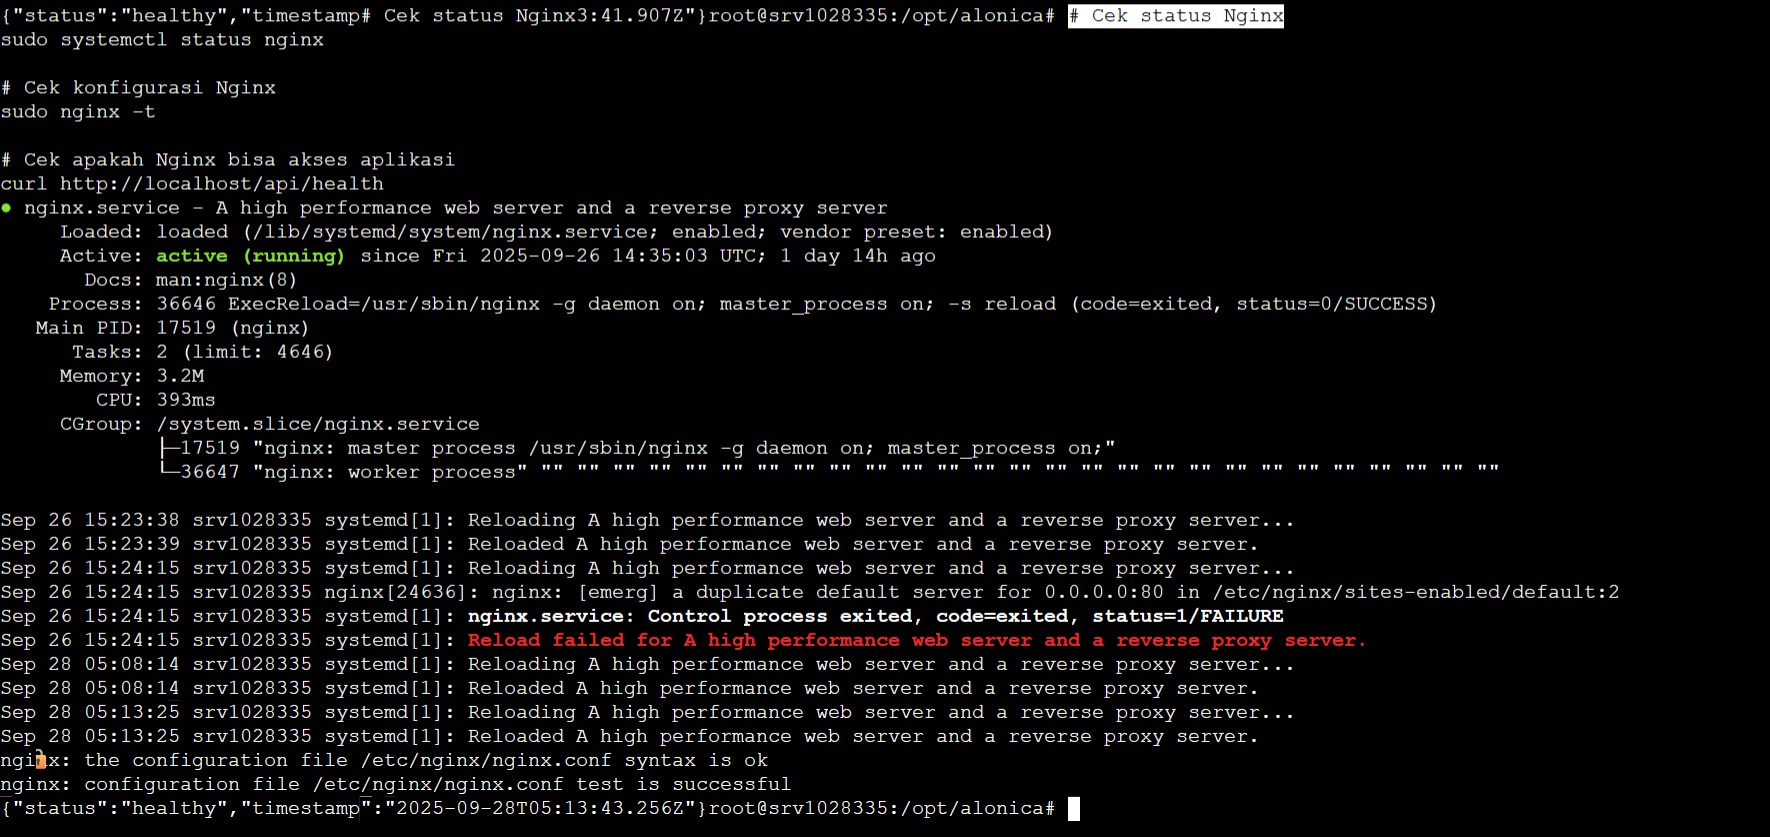 {"status":"healthy","timestamp# Cek status Nginx3:41.907Z"}root@srv1028335:/opt/alonica# # Cek status Nginx
sudo systemctl status nginx
# Cek konfigurasi Nginx
sudo nginx -t
# Cek apakah Nginx bisa akses aplikasi
curl http://localhost/api/health
● nginx.service - A high performance web server and a reverse proxy server
Loaded: loaded (/lib/systemd/system/nginx.service; enabled; vendor preset: enabled)
Active: active (running) since Fri 2025-09-26 14:35:03 UTC; 1 day 14h ago
Docs: man:nginx(8)
Process: 36646 ExecReload=/usr/sbin/nginx -g daemon on; master_process on; -s reload (code=exited, status=0/SUCCESS)
Main PID: 17519 (nginx)
Tasks: 2 (limit: 4646)
Memory: 3.2M
CPU: 393ms
CGroup: /system.slice/nginx.service
├─17519 "nginx: master process /usr/sbin/nginx -g daemon on; master_process on;"
└─36647 "nginx: worker process" "" "" "" "" "" "" "" "" "" "" "" "" "" "" "" "" "" "" "" "" "" "" "" "" "" "" ""
Sep 26 15:23:38 srv1028335 systemd[1]: Reloading A high performance web server and a reverse proxy server...
Sep 26 15:23:39 srv1028335 systemd[1]: Reloaded A high performance web server and a reverse proxy server.
Sep 26 15:24:15 srv1028335 systemd[1]: Reloading A high performance web server and a reverse proxy server...
Sep 26 15:24:15 srv1028335 nginx[24636]: nginx: [emerg] a duplicate default server for 0.0.0.0:80 in /etc/nginx/sites-enabled/default:2
Sep 26 15:24:15 srv1028335 systemd[1]: nginx.service: Control process exited, code=exited, status=1/FAILURE
Sep 26 15:24:15 srv1028335 systemd[1]: Reload failed for A high performance web server and a reverse proxy server.
Sep 28 05:08:14 srv1028335 systemd[1]: Reloading A high performance web server and a reverse proxy server...
Sep 28 05:08:14 srv1028335 systemd[1]: Reloaded A high performance web server and a reverse proxy server.
Sep 28 05:13:25 srv1028335 systemd[1]: Reloading A high performance web server and a reverse proxy server...
Sep 28 05:13:25 srv1028335 systemd[1]: Reloaded A high performance web server and a reverse proxy server.
nginx: the configuration file /etc/nginx/nginx.conf syntax is ok
nginx: configuration file /etc/nginx/nginx.conf test is successful
{"status":"healthy","timestamp":"2025-09-28T05:13:43.256Z"}root@srv1028335:/opt/alonica#